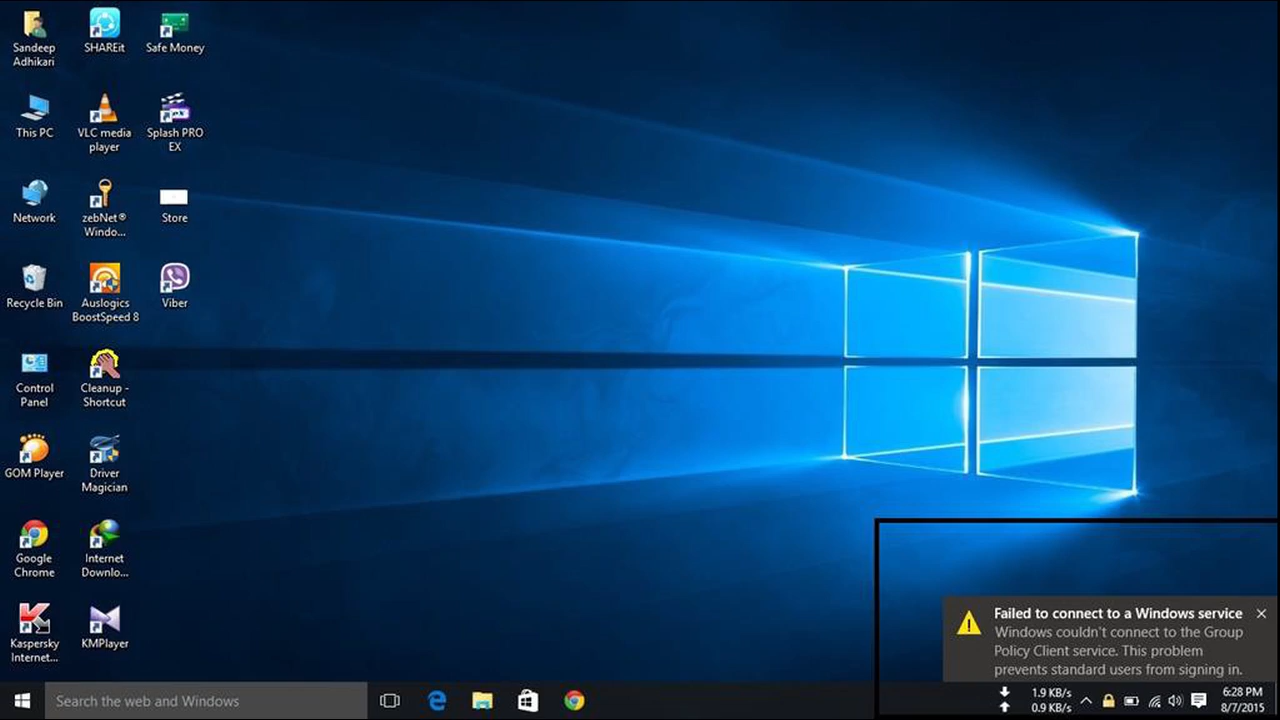 Sandeep
Adhikari
SHAREit
Safe Money
This PC
VLC media
player
Splash PRO
EX
Network
zebNet®
Windo...
Store
Recycle Bin
Auslogics
BoostSpeed 8
Viber
Control
Panel
Cleanup -
Shortcut
GOM Player
Driver
Magician
Google
Chrome
Internet
Downlo...
Kaspersky
Internet...
KMPlayer
Failed to connect to a Windows service
Windows couldn't connect to the Group
Policy Client service. This problem
prevents standard users from signing in.
Search the web and Windows
1.9 KB/s
0.9 KB/s
6:28 PM
8/7/2015